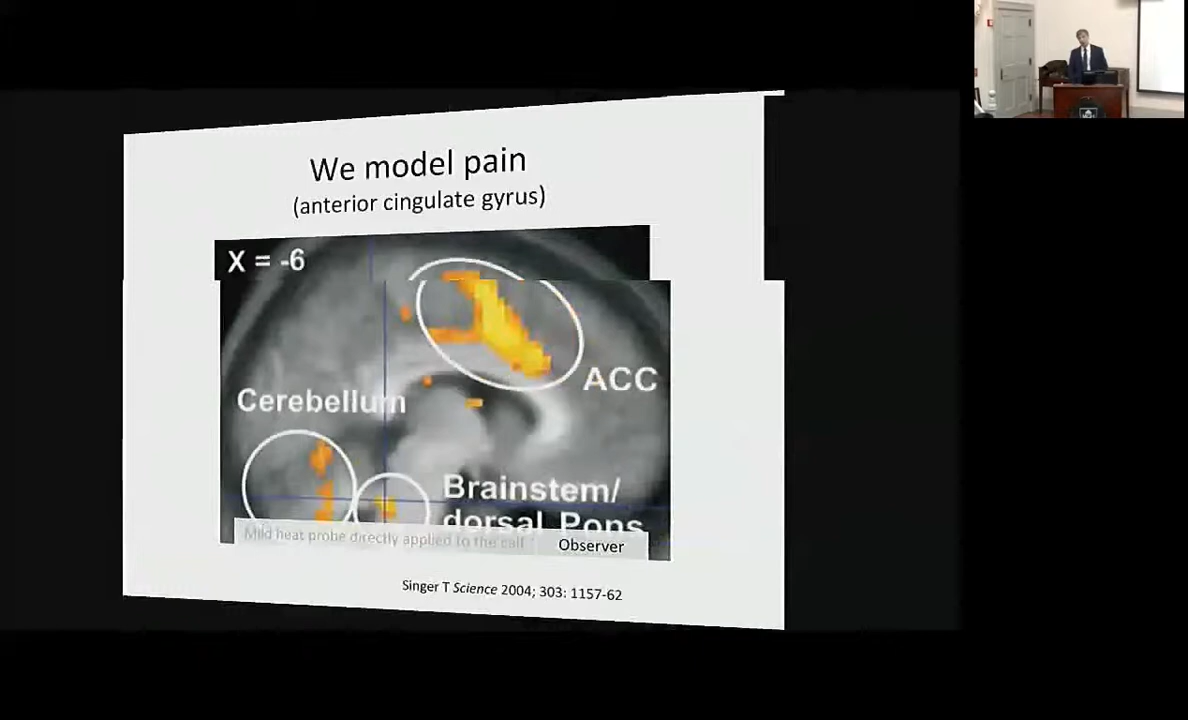 We model pain
(anterior cingulate gyrus)
X = -6
ACC
Cerebellum
Brainstem/
dorsal Pons
Mild heat probe directly applied to the calf
Observer
Singer T Science 2004; 303: 1157-62